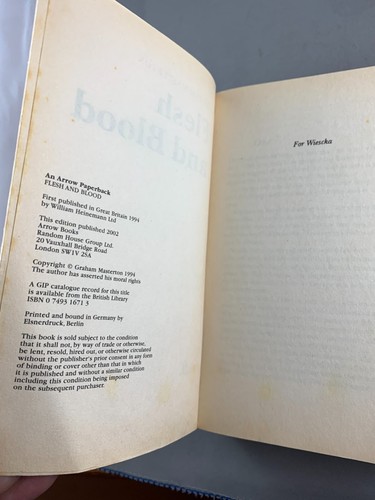 An Arrow Paperback
FLESH AND BLOOD
First published in Great Britain 1994
by William Heinemann Ltd
This edition published 2002
Arrow Books
Random House Group Ltd.
20 Vauxhall Bridge Road
London SW1V 2SA
Copyright © Graham Masterton 1994
The author has asserted his moral rights
A GIP catalogue record for this title
is available from the British Library
ISBN 0 7493 1671 3
Printed and bound in Germany by
Elsnerdruck, Berlin
This book is sold subject to the condition
that it shall not, by way of trade or otherwise,
be lent, resold, hired out, or otherwise circulated
without the publisher's prior consent in any form
of binding or cover other than that in which
it is published and without a similar condition
including this condition being imposed
on the subsequent purchaser.
For Wiescka